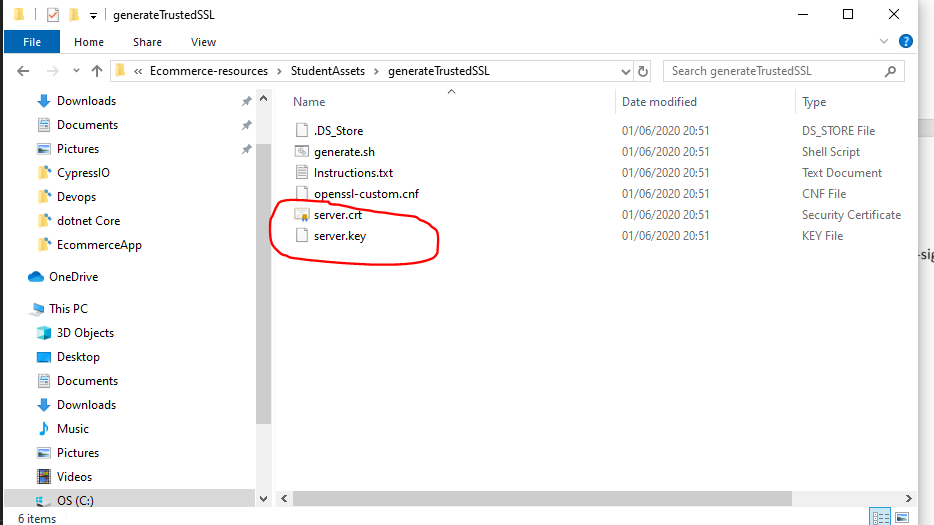 generateTrustedSSL
File Home Share View
« Ecommerce-resources > StudentAssets > generateTrustedSSL
Search generateTrustedSSL
Downloads
Documents
Pictures
CypressIO
Devops
dotnet Core
EcommerceApp
OneDrive
This PC
3D Objects
Desktop
Documents
Downloads
Music
Pictures
Videos
OS (C:)
Name Date modified Type
.DS_Store 01/06/2020 20:51 DS_STORE File
generate.sh 01/06/2020 20:51 Shell Script
Instructions.txt 01/06/2020 20:51 Text Document
openssl-custom.cnf 01/06/2020 20:51 CNF File
server.crt 01/06/2020 20:51 Security Certificate
server.key 01/06/2020 20:51 KEY File
6 items